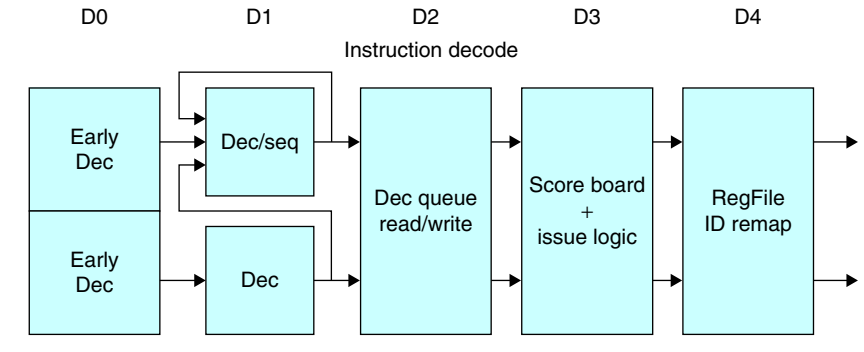 D0 D1 D2 D3 D4
Instruction decode
Early
Dec
Dec/seq
Early
Dec
Dec
Dec queue
read/write
Score board
+
issue logic
RegFile
ID remap